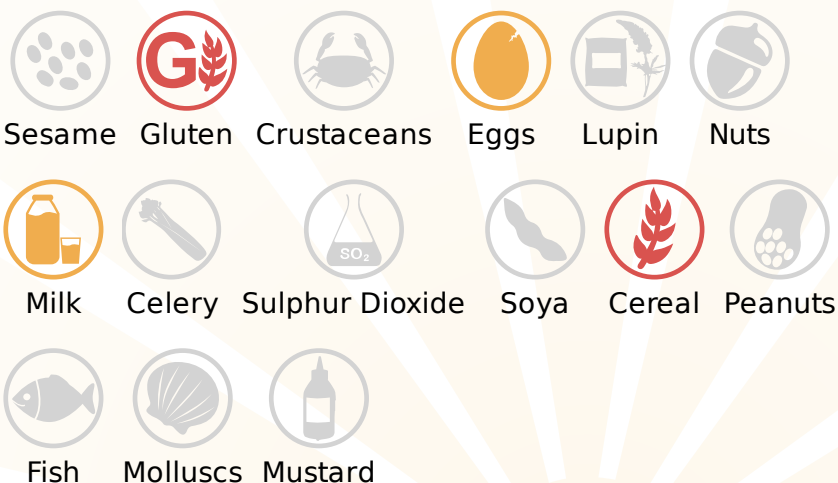 G
Sesame Gluten Crustaceans Eggs Lupin Nuts
SO₂
Milk Celery Sulphur Dioxide Soya Cereal Peanuts
Fish Molluscs Mustard